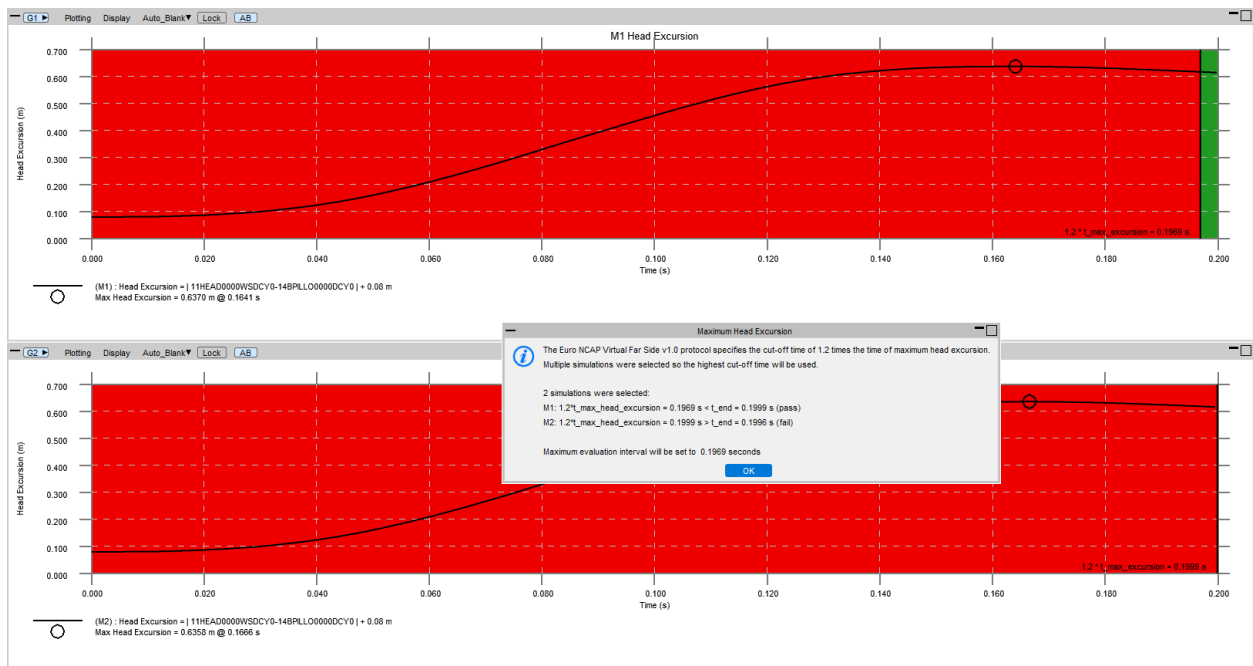 G1 ▶ Plotting Display Auto_Blank▼ Lock AB
M1 Head Excursion
0.700
0.600
0.500
0.400
0.300
0.200
0.100
0.000
Head Excursion (m)
1.2 * t_max_excursion = 0.1969 s
0.000 0.020 0.040 0.060 0.080 0.100 0.120 0.140 0.160 0.180 0.200
Time (s)
(M1) : Head Excursion = | 11HEAD0000WSDCY0-14BPILLO0000DCY0 | + 0.08 m
Max Head Excursion = 0.6370 m @ 0.1641 s
G2 ▶ Plotting Display Auto_Blank▼ Lock AB
Maximum Head Excursion
The Euro NCAP Virtual Far Side v1.0 protocol specifies the cut-off time of 1.2 times the time of maximum head excursion.
Multiple simulations were selected so the highest cut-off time will be used.
2 simulations were selected:
M1: 1.2*t_max_head_excursion = 0.1969 s < t_end = 0.1999 s (pass)
M2: 1.2*t_max_head_excursion = 0.1999 s > t_end = 0.1996 s (fail)
Maximum evaluation interval will be set to 0.1969 seconds
OK
0.700
0.600
0.500
0.400
0.300
0.200
0.100
0.000
Head Excursion (m)
1.2 * t_max_excursion = 0.1999 s
0.000 0.020 0.040 0.060 0.080 0.100 0.120 0.140 0.160 0.180 0.200
Time (s)
(M2) : Head Excursion = | 11HEAD0000WSDCY0-14BPILLO0000DCY0 | + 0.08 m
Max Head Excursion = 0.6358 m @ 0.1666 s